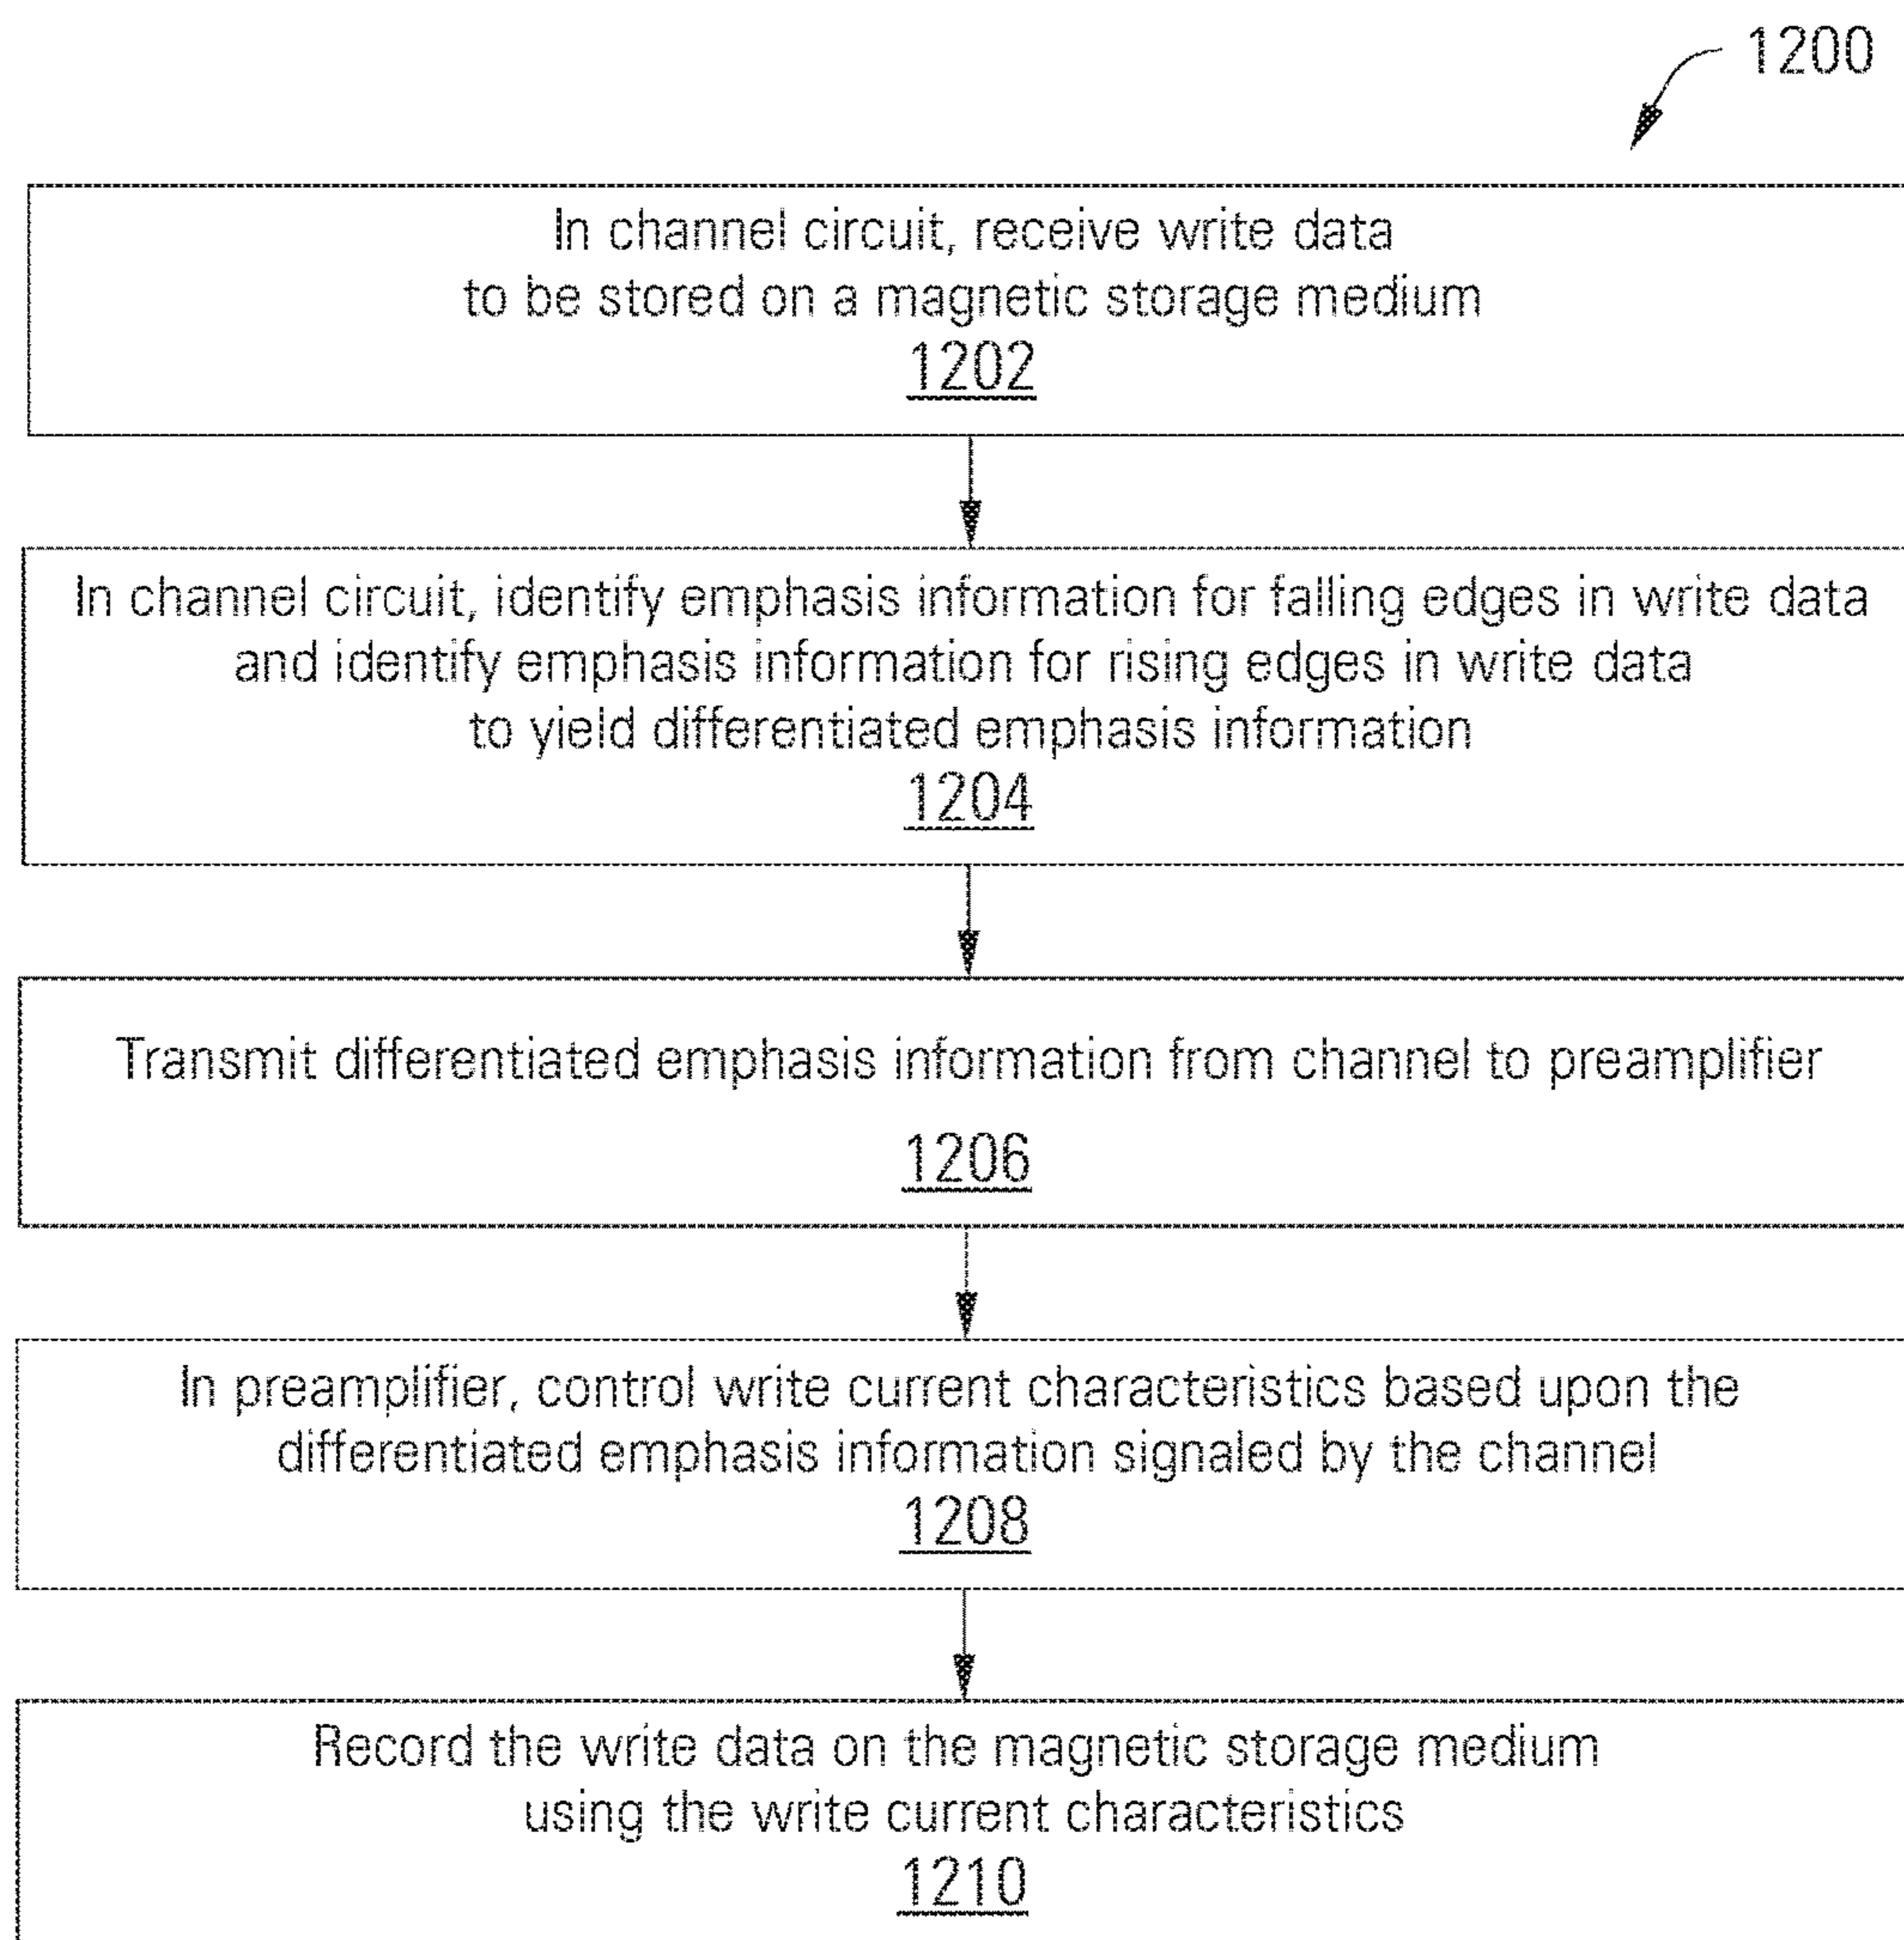 1200
In channel circuit, receive write data
to be stored on a magnetic storage medium
1202
In channel circuit, identify emphasis information for falling edges in write data
and identify emphasis information for rising edges in write data
to yield differentiated emphasis information
1204
Transmit differentiated emphasis information from channel to preamplifier
1206
In preamplifier, control write current characteristics based upon the
differentiated emphasis information signaled by the channel
1208
Record the write data on the magnetic storage medium
using the write current characteristics
1210